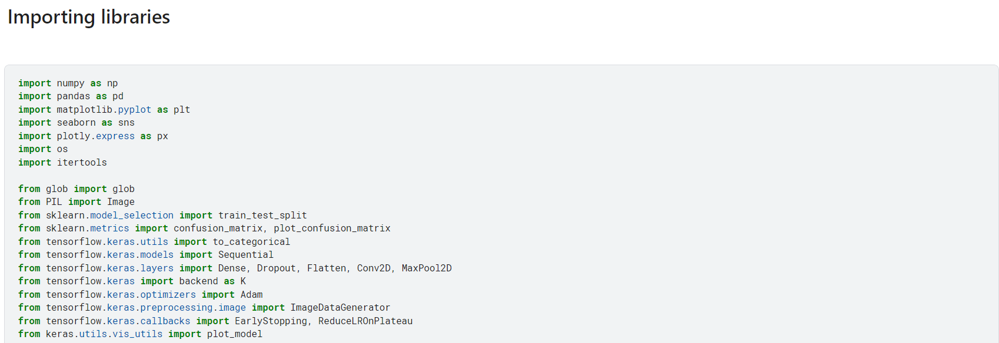 Importing libraries
import numpy as np
import pandas as pd
import matplotlib.pyplot as plt
import seaborn as sns
import plotly.express as px
import os
import itertools
from glob import glob
from PIL import Image
from sklearn.model_selection import train_test_split
from sklearn.metrics import confusion_matrix, plot_confusion_matrix
from tensorflow.keras.utils import to_categorical
from tensorflow.keras.models import Sequential
from tensorflow.keras.layers import Dense, Dropout, Flatten, Conv2D, MaxPool2D
from tensorflow.keras import backend as K
from tensorflow.keras.optimizers import Adam
from tensorflow.keras.preprocessing.image import ImageDataGenerator
from tensorflow.keras.callbacks import EarlyStopping, ReduceLROnPlateau
from keras.utils.vis_utils import plot_model